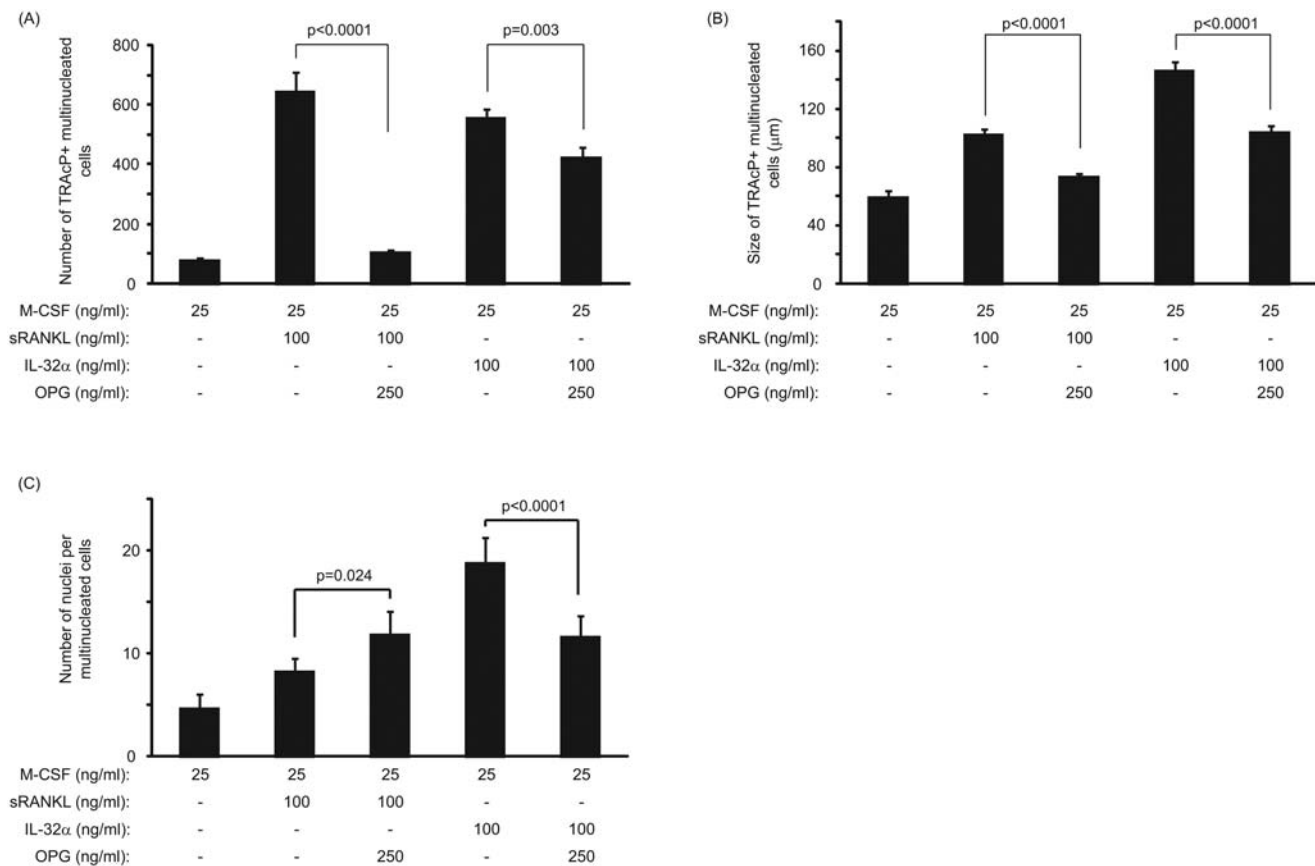 (A)
p<0.0001
p=0.003
800
600
400
200
0
Number of TRAcP+ multinucleated
cells
M-CSF (ng/ml): 25 25 25 25 25
sRANKL (ng/ml): - 100 100 - -
IL-32α (ng/ml): - - - 100 100
OPG (ng/ml): - - 250 - 250
(B)
p<0.0001
p<0.0001
160
120
80
40
0
Size of TRAcP+ multinucleated
cells (μm)
M-CSF (ng/ml): 25 25 25 25 25
sRANKL (ng/ml): - 100 100 - -
IL-32α (ng/ml): - - - 100 100
OPG (ng/ml): - - 250 - 250
(C)
p<0.0001
p=0.024
20
10
0
Number of nuclei per
multinucleated cells
M-CSF (ng/ml): 25 25 25 25 25
sRANKL (ng/ml): - 100 100 - -
IL-32α (ng/ml): - - - 100 100
OPG (ng/ml): - - 250 - 250